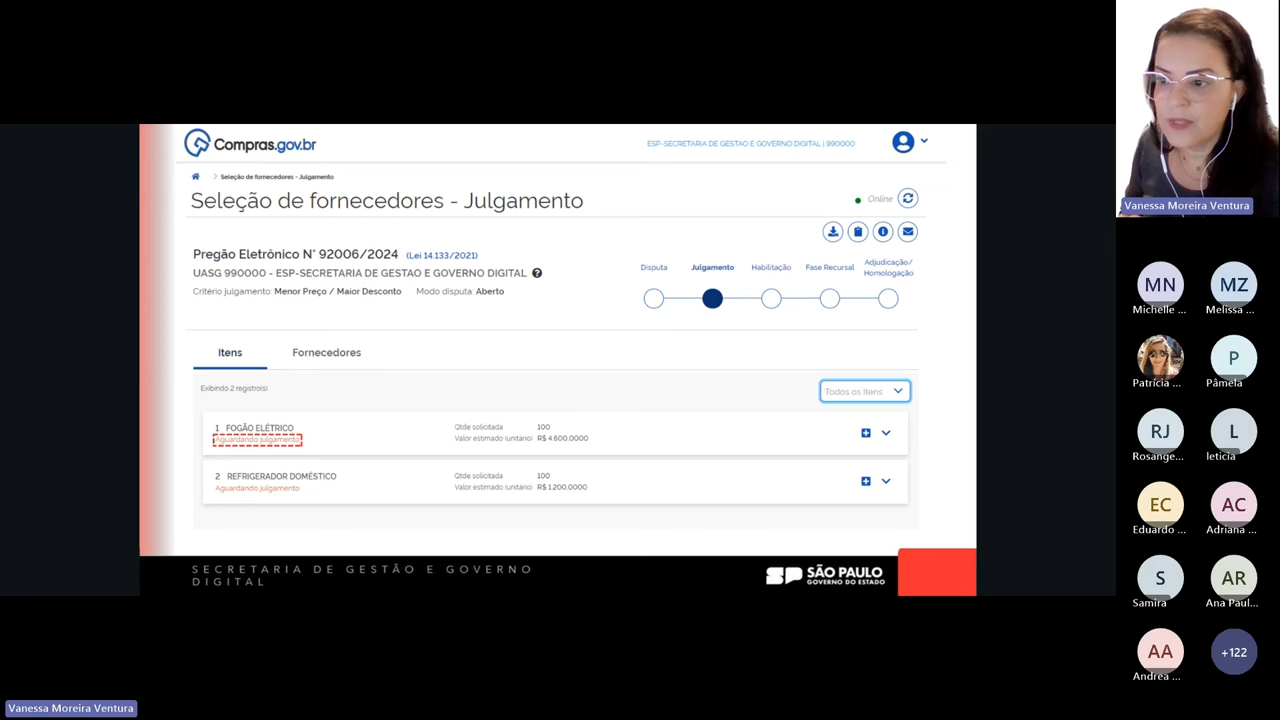 Compras.gov.br
ESP-SECRETARIA DE GESTAO E GOVERNO DIGITAL | 990000
Seleção de fornecedores - Julgamento
Seleção de fornecedores - Julgamento
Online
Pregão Eletrônico N° 92006/2024 (Lei 14.133/2021)
UASG 990000 - ESP-SECRETARIA DE GESTAO E GOVERNO DIGITAL ?
Critério julgamento: Menor Preço / Maior Desconto Modo disputa: Aberto
Disputa
Julgamento
Habilitação
Fase Recursal
Adjudicação/
Homologação
Itens
Fornecedores
Exibindo 2 registro(s)
Todos os itens
1 FOGÃO ELÉTRICO
Aguardando julgamento
Qtde solicitada 100
Valor estimado (unitário) R$ 4.600,0000
2 REFRIGERADOR DOMÉSTICO
Aguardando julgamento
Qtde solicitada 100
Valor estimado (unitário) R$ 1.200,0000
SECRETARIA DE GESTÃO E GOVERNO
DIGITAL
SP SÃO PAULO
GOVERNO DO ESTADO
Vanessa Moreira Ventura
MN
Michelle ...
MZ
Melissa ...
Patrícia ...
P
Pâmela
RJ
Rosange...
L
leticia
EC
Eduardo ...
AC
Adriana ...
S
Samira
AR
Ana Paul...
AA
Andrea ...
+122
Vanessa Moreira Ventura